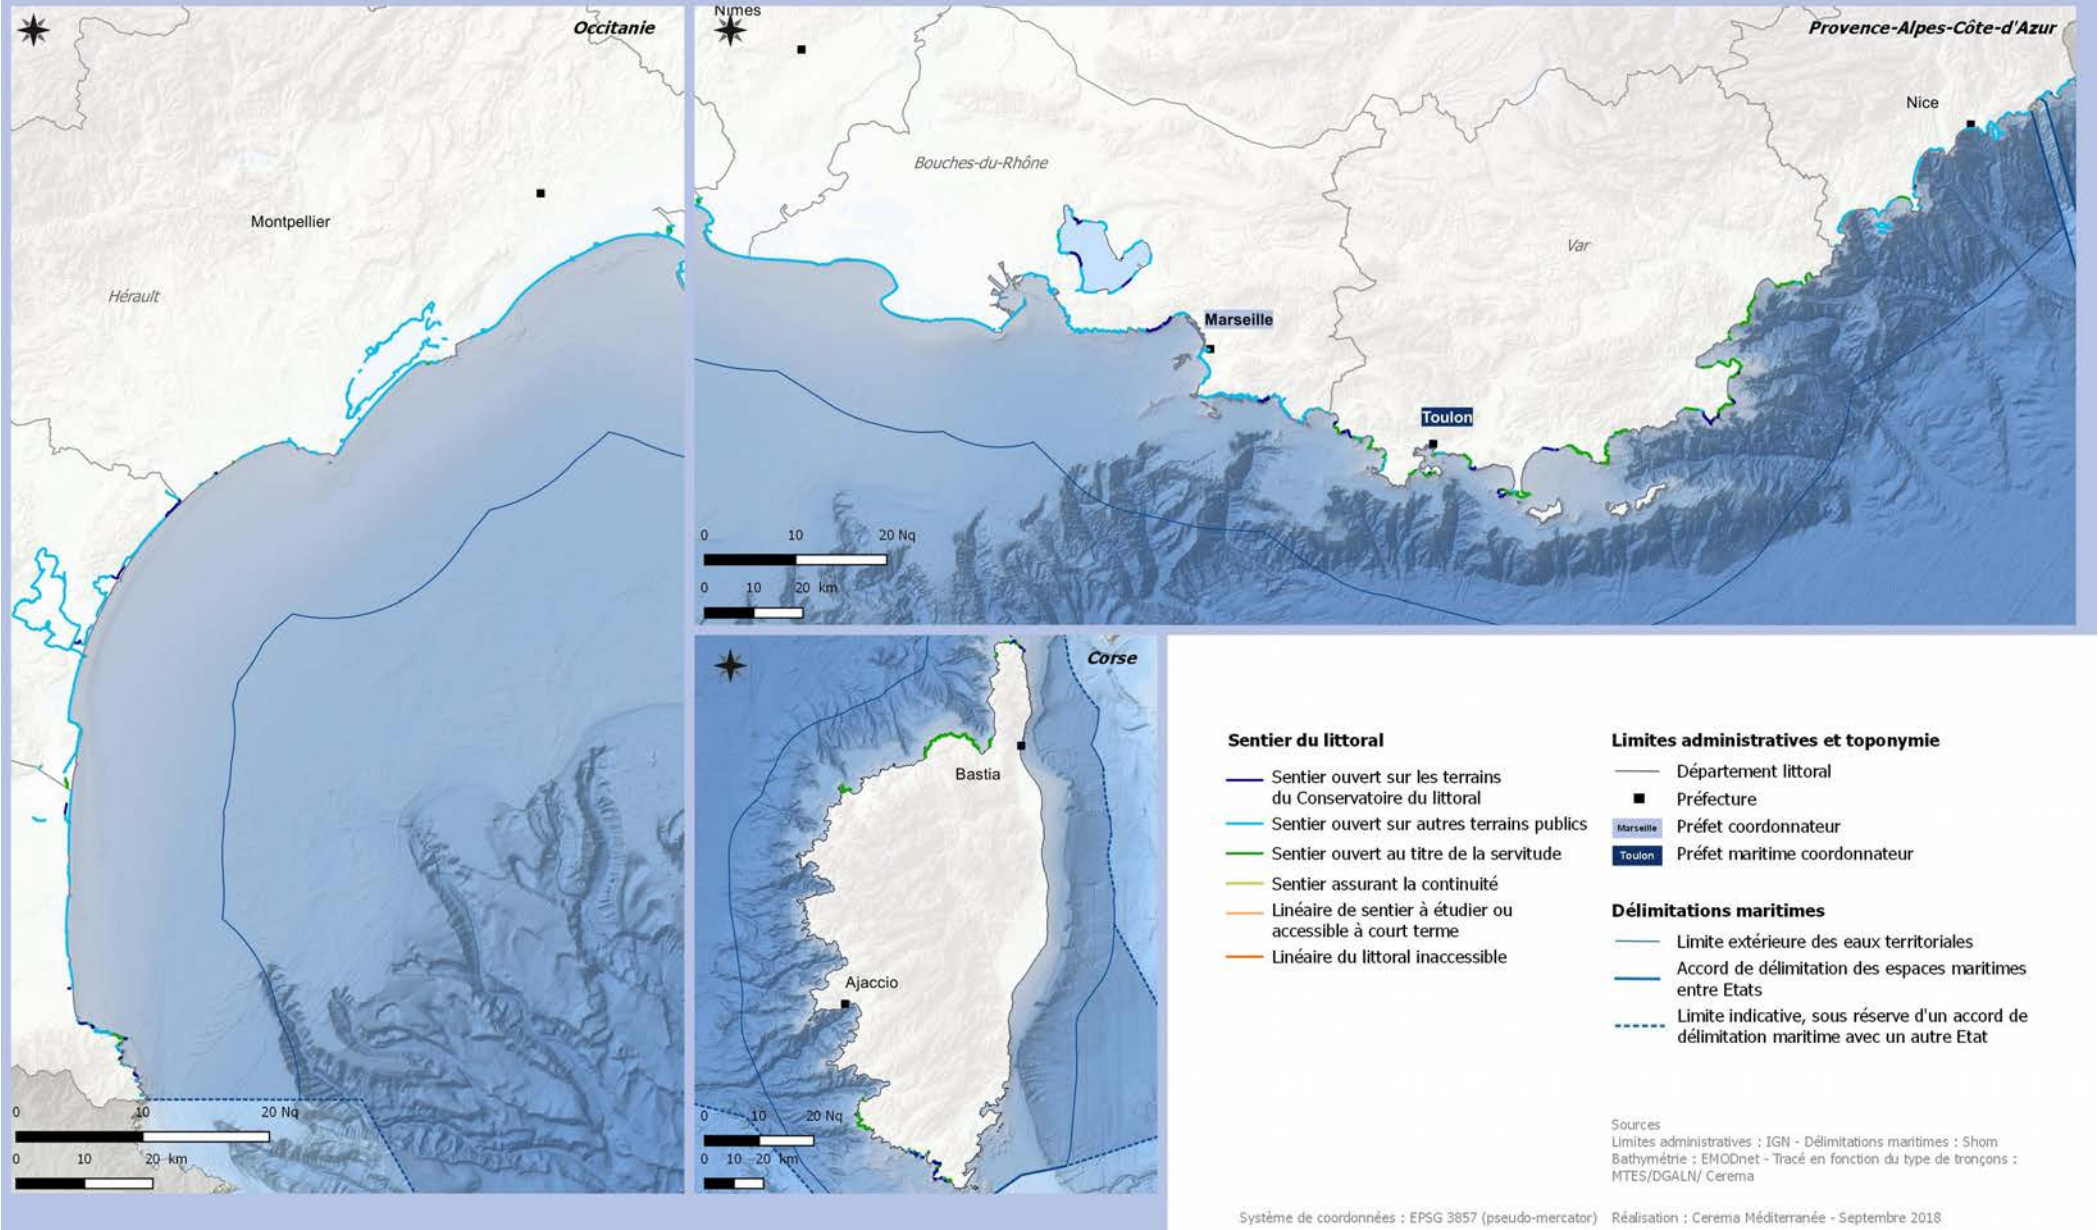 Occitanie
Montpellier
Hérault
0 10 20 Nq
0 10 20 km
Nîmes
Provence-Alpes-Côte-d'Azur
Nice
Bouches-du-Rhône
Var
Marseille
Toulon
0 10 20 Nq
0 10 20 km
Corse
Bastia
Ajaccio
0 10 20 Nq
0 10 20 km
Sentier du littoral
Sentier ouvert sur les terrains
du Conservatoire du littoral
Sentier ouvert sur autres terrains publics
Sentier ouvert au titre de la servitude
Sentier assurant la continuité
Linéaire de sentier à étudier ou
accessible à court terme
Linéaire du littoral inaccessible
Limites administratives et toponymie
Département littoral
Préfecture
Marseille Préfet coordonnateur
Toulon Préfet maritime coordonnateur
Délimitations maritimes
Limite extérieure des eaux territoriales
Accord de délimitation des espaces maritimes
entre Etats
Limite indicative, sous réserve d'un accord de
délimitation maritime avec un autre Etat
Sources
Limites administratives : IGN - Délimitations maritimes : Shom
Bathymétrie : EMODnet - Tracé en fonction du type de tronçons :
MTES/DGALN/ Cerema
Système de coordonnées : EPSG 3857 (pseudo-mercator) Réalisation : Cerema Méditerranée - Septembre 2018